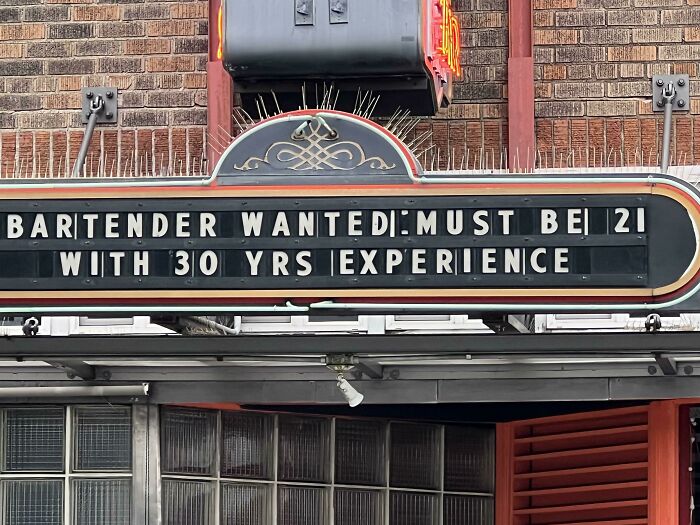 BARTENDER WANTED: MUST BE 21
WITH 30 YRS EXPERIENCE